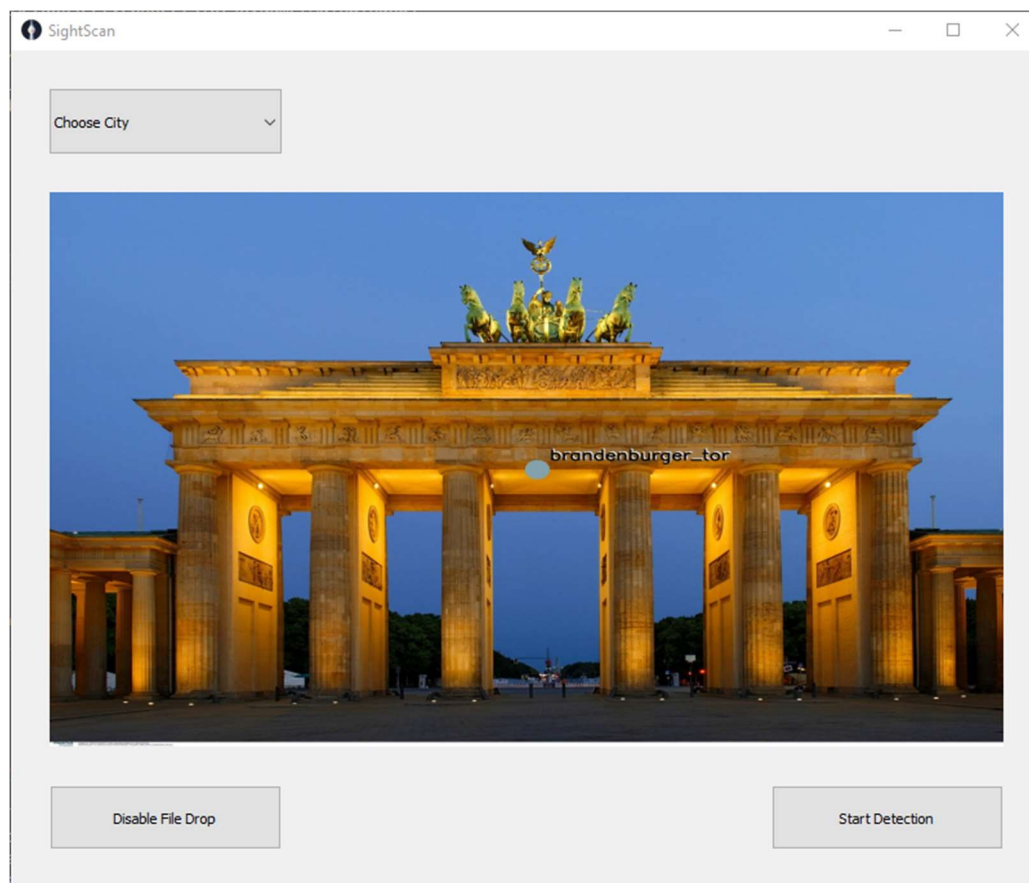 SightScan
Choose City
brandenburger_tor
Disable File Drop
Start Detection